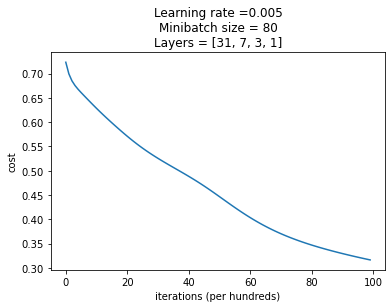 Learning rate =0.005
Minibatch size = 80
Layers = [31, 7, 3, 1]
0.70
0.65
0.60
0.55
0.50
0.45
0.40
0.35
0.30
cost
0 20 40 60 80 100
iterations (per hundreds)